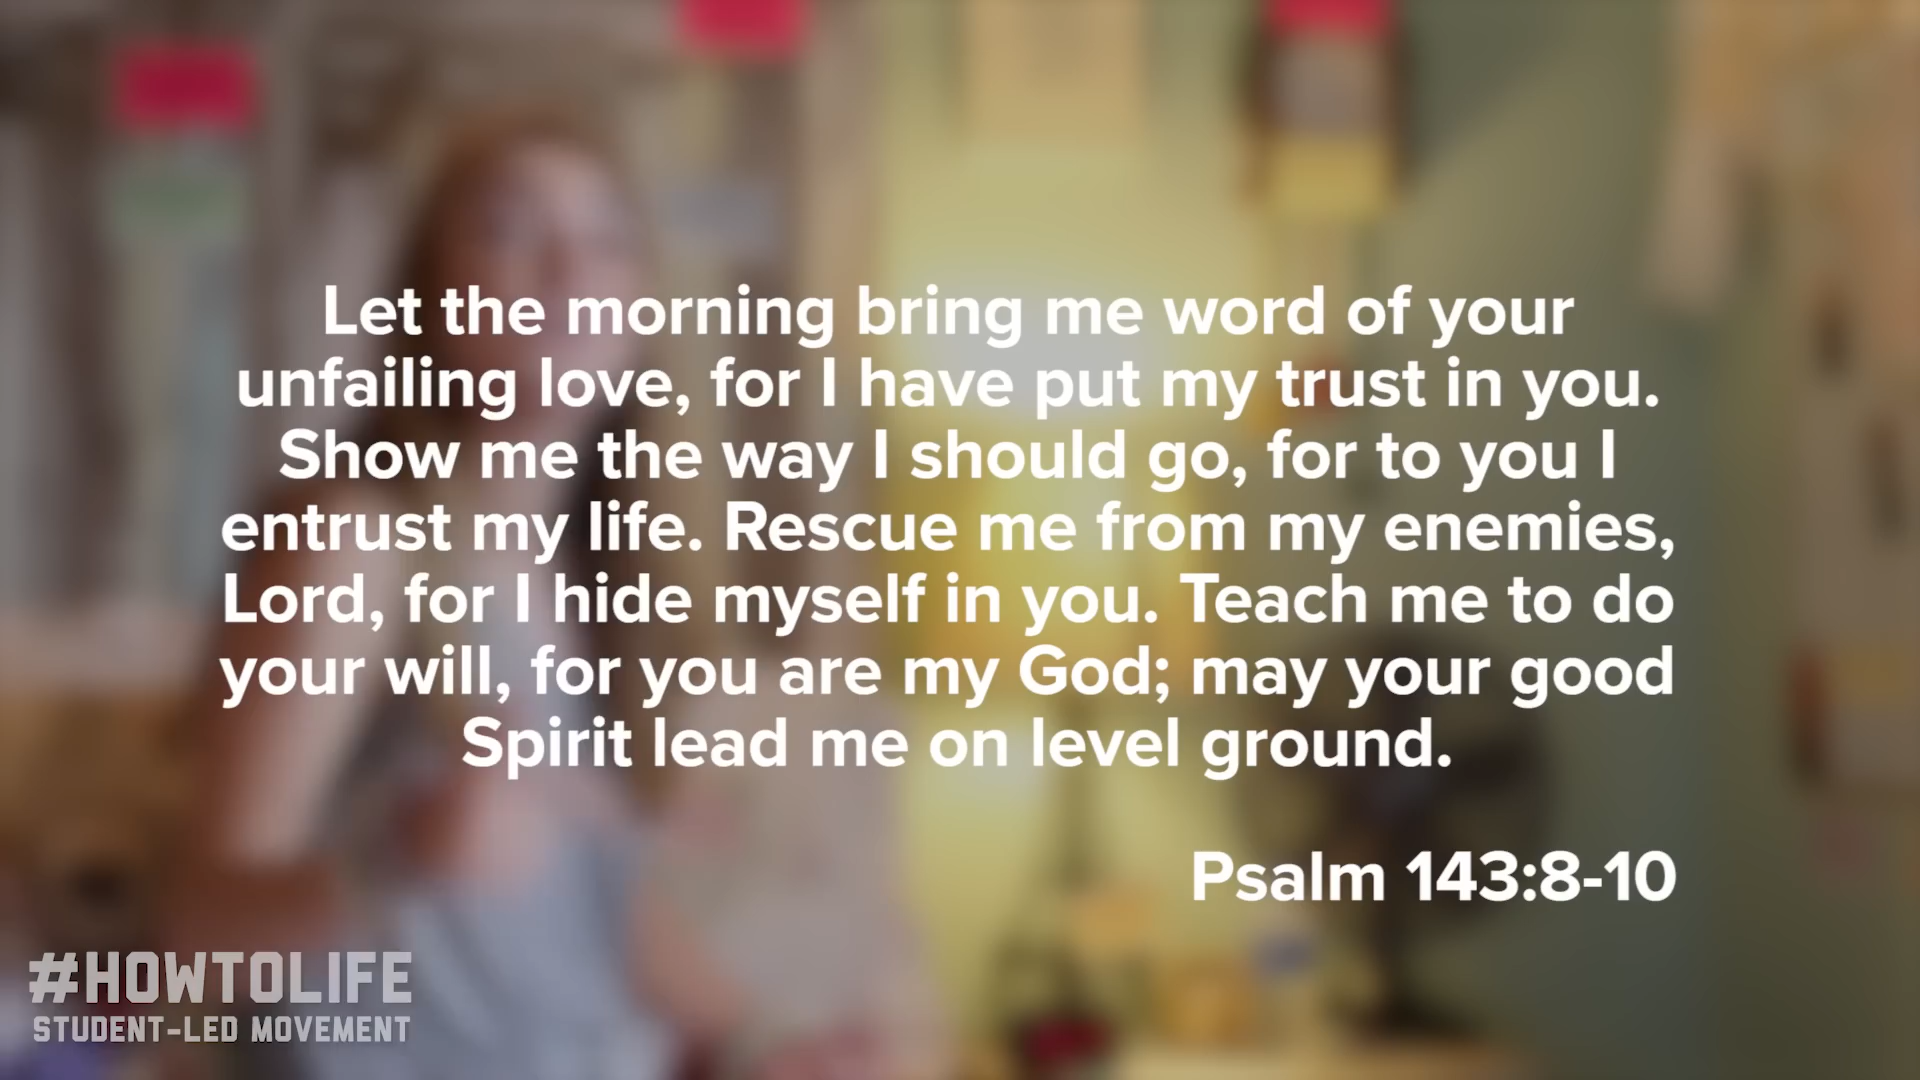 Let the morning bring me word of your
unfailing love, for I have put my trust in you.
Show me the way I should go, for to you I
entrust my life. Rescue me from my enemies,
Lord, for I hide myself in you. Teach me to do
your will, for you are my God; may your good
Spirit lead me on level ground.
Psalm 143:8-10
#HOWTOLIFE
STUDENT-LED MOVEMENT